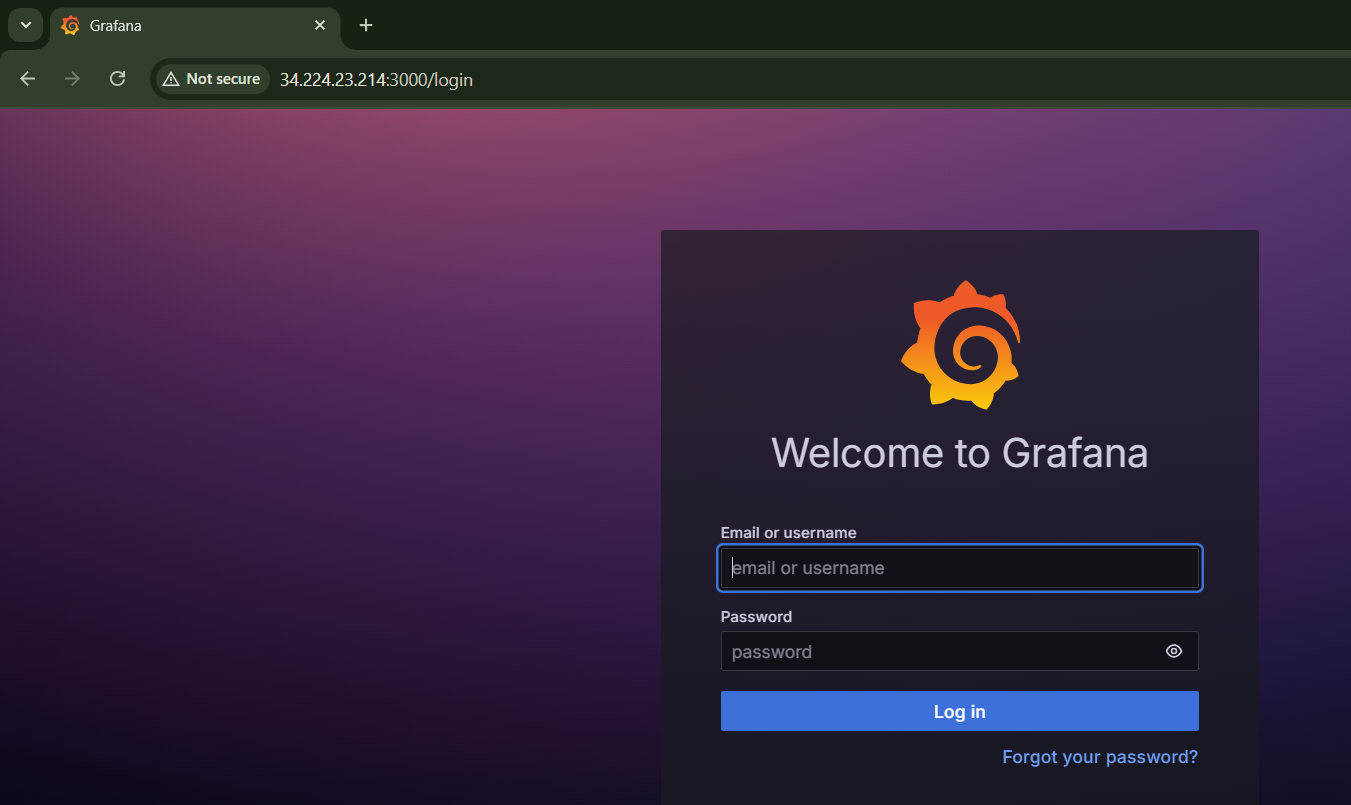 Grafana
Not secure
34.224.23.214:3000/login
Welcome to Grafana
Email or username
email or username
Password
password
Log in
Forgot your password?